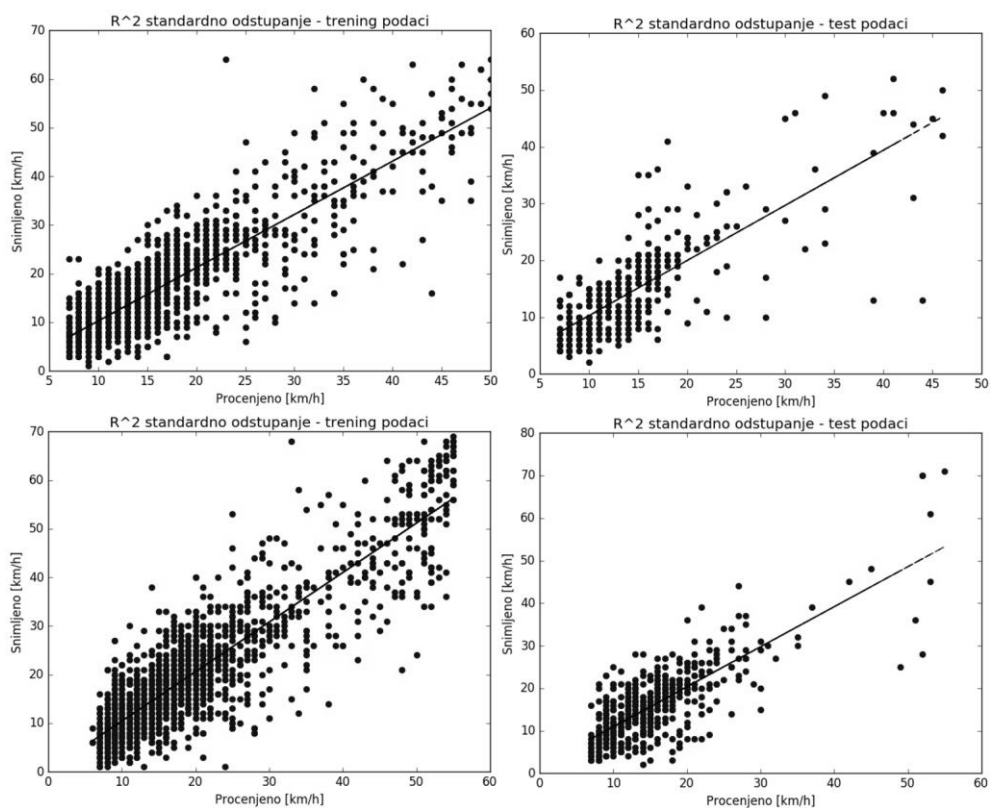 R^2 standardno odstupanje - trening podaci
70
60
50
40
30
20
10
0
Snimljeno [km/h]
5 10 15 20 25 30 35 40 45 50
Procenjeno [km/h]
R^2 standardno odstupanje - test podaci
60
50
40
30
20
10
0
Snimljeno [km/h]
5 10 15 20 25 30 35 40 45 50
Procenjeno [km/h]
R^2 standardno odstupanje - trening podaci
70
60
50
40
30
20
10
0
Snimljeno [km/h]
0 10 20 30 40 50 60
Procenjeno [km/h]
R^2 standardno odstupanje - test podaci
80
70
60
50
40
30
20
10
0
Snimljeno [km/h]
0 10 20 30 40 50 60
Procenjeno [km/h]